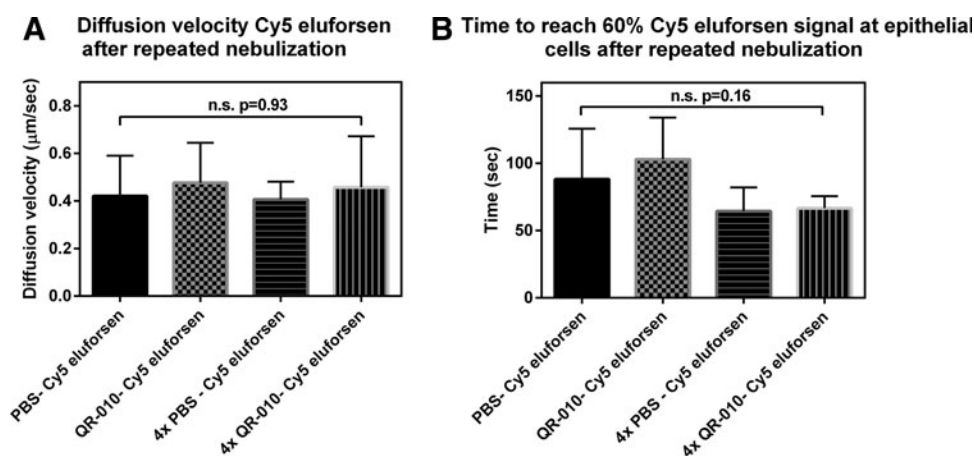 A Diffusion velocity Cy5 eluforsen
after repeated nebulization
Diffusion velocity (μm/sec)
0.8
0.6
0.4
0.2
0.0
n.s. p=0.93
PBS- Cy5 eluforsen
QR-010- Cy5 eluforsen
4x PBS - Cy5 eluforsen
4x QR-010- Cy5 eluforsen
B Time to reach 60% Cy5 eluforsen signal at epithelial
cells after repeated nebulization
Time (sec)
150
100
50
0
n.s. p=0.16
PBS- Cy5 eluforsen
QR-010- Cy5 eluforsen
4x PBS - Cy5 eluforsen
4x QR-010- Cy5 eluforsen